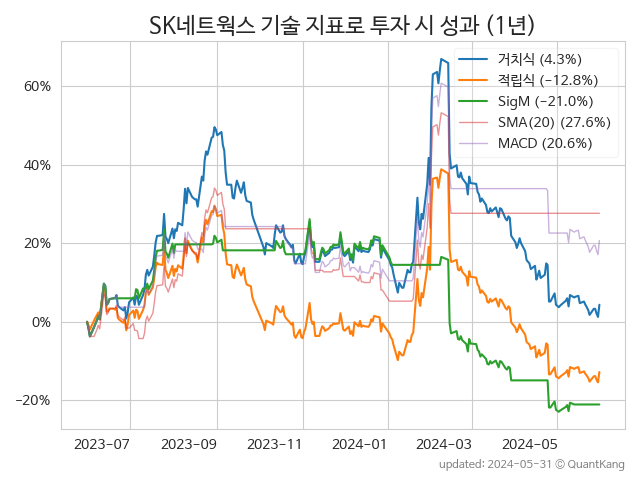 SK네트웍스 기술 지표로 투자 시 성과 (1년)
거치식 (4.3%)
적립식 (−12.8%)
SigM (−21.0%)
SMA(20) (27.6%)
MACD (20.6%)
60%
40%
20%
0%
−20%
2023-07
2023-09
2023-11
2024-01
2024-03
2024-05
updated: 2024-05-31 © QuantKang